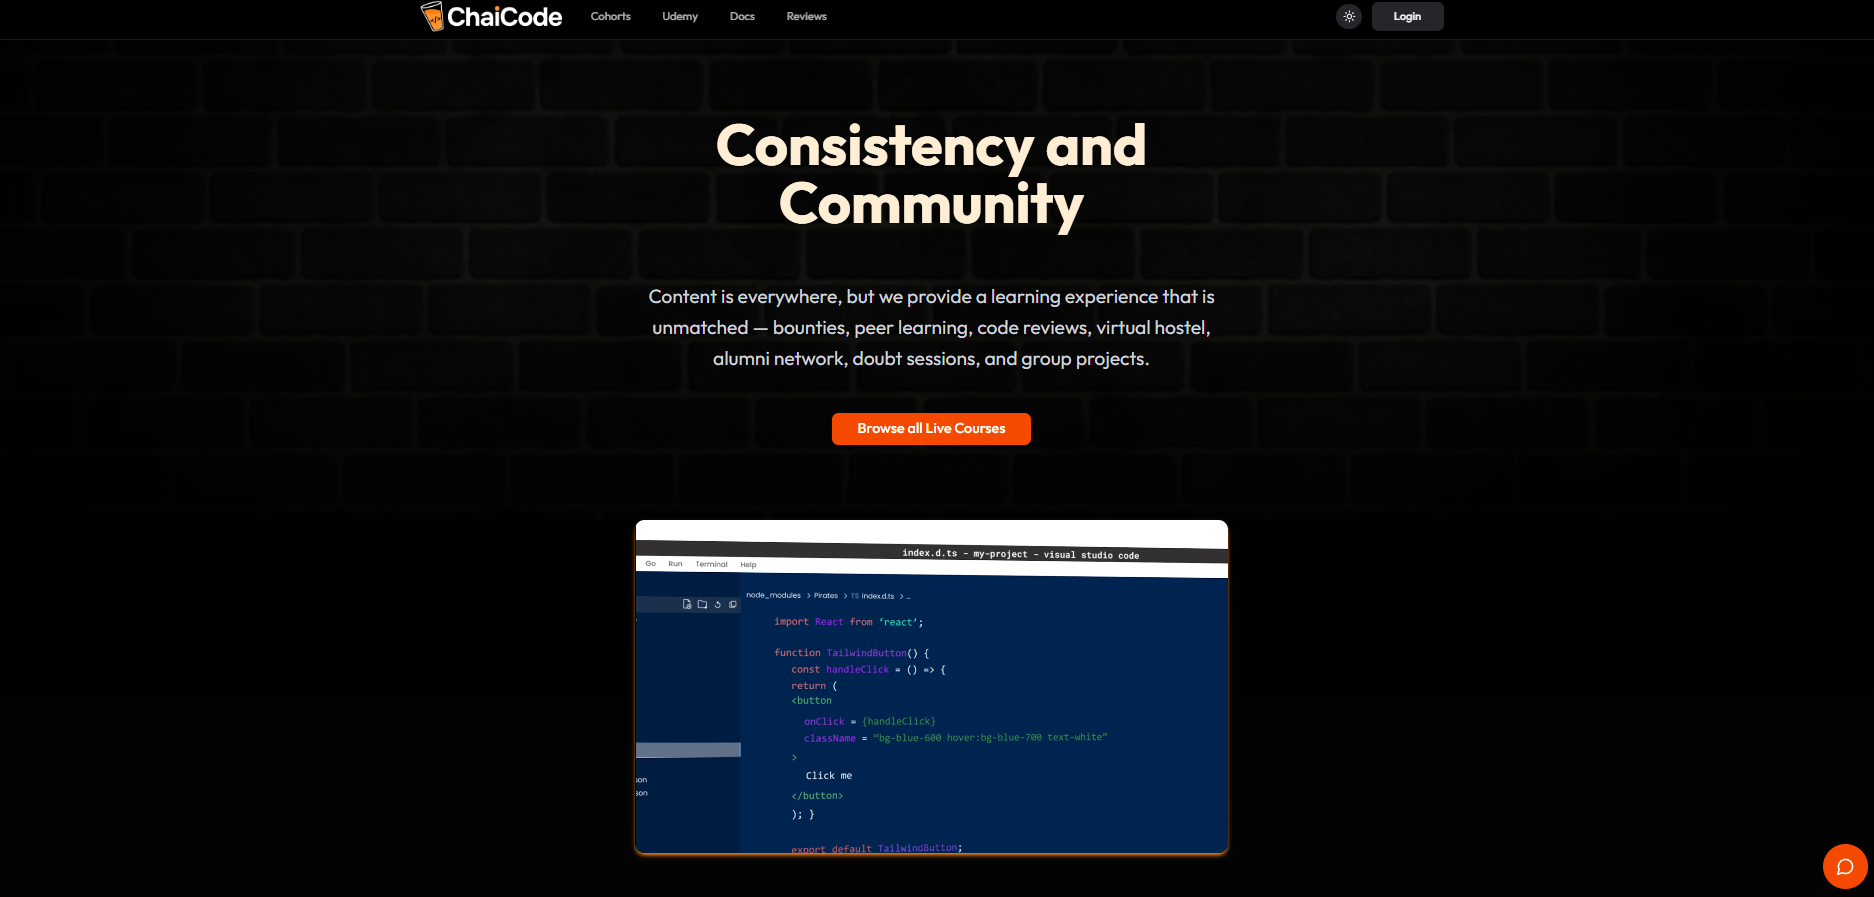 </> ChaiCode Cohorts Udemy Docs Reviews Login
Consistency and
Community
Content is everywhere, but we provide a learning experience that is
unmatched — bounties, peer learning, code reviews, virtual hostel,
alumni network, doubt sessions, and group projects.
Browse all Live Courses
index.d.ts - my-project - visual studio code
Go Run Terminal Help
node_modules > Pirates > TS index.d.ts > ...
import React from ‘react’;
function TailwindButton() {
const handleClick = () => {
return (
<button
onClick = {handleClick}
className = “bg-blue-600 hover:bg-blue-700 text-white”
>
Click me
son
son
</button>
); }
export default TailwindButton;